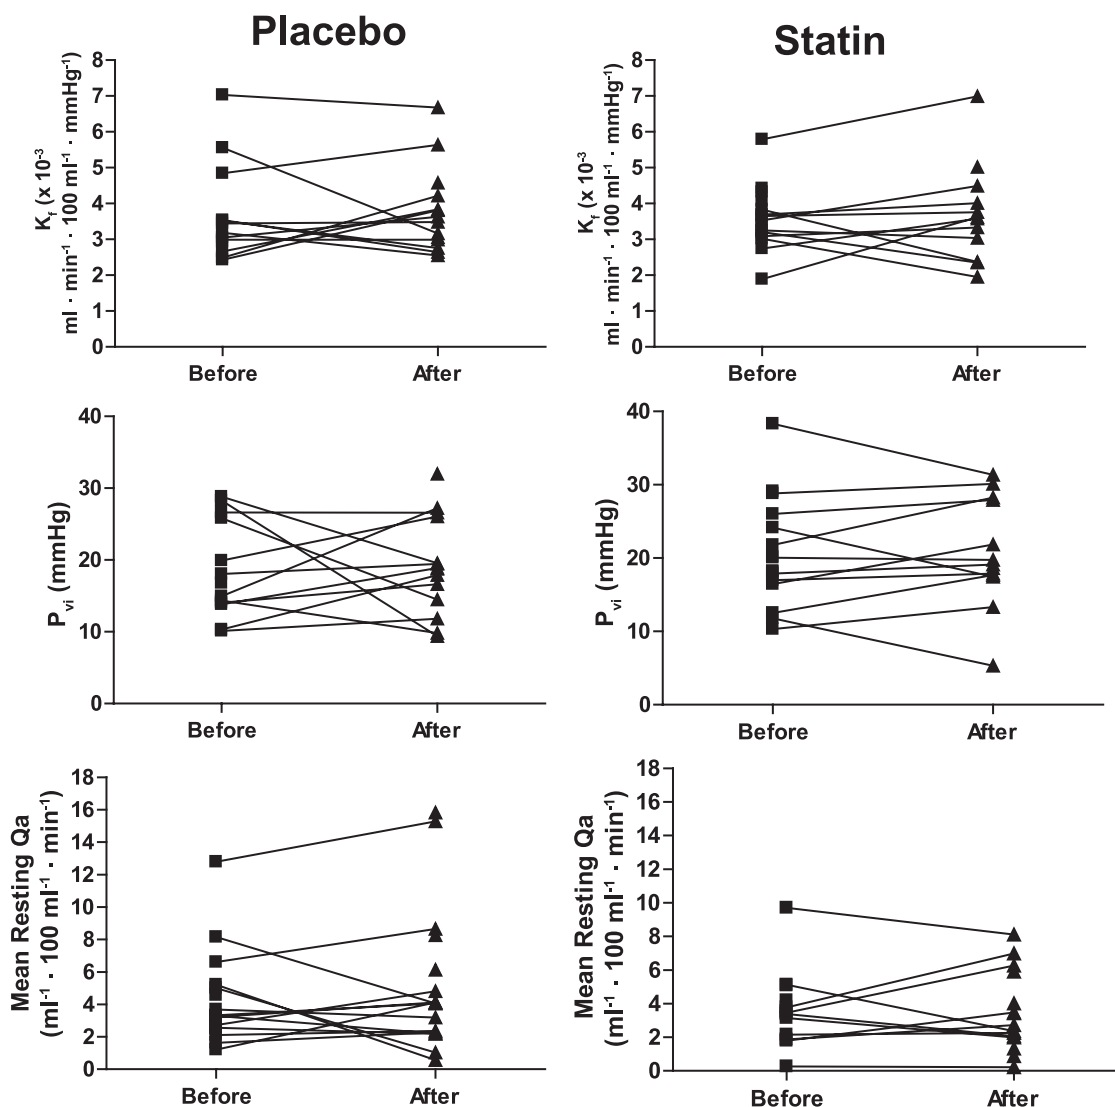 Placebo
Statin
K_f (x 10⁻³
ml · min⁻¹ · 100 ml⁻¹ · mmHg⁻¹)
8
7
6
5
4
3
2
1
0
Before After
K_f (x 10⁻³
ml · min⁻¹ · 100 ml⁻¹ · mmHg⁻¹)
8
7
6
5
4
3
2
1
0
Before After
P_vi (mmHg)
40
30
20
10
0
Before After
P_vi (mmHg)
40
30
20
10
0
Before After
Mean Resting Qa
(ml⁻¹ · 100 ml⁻¹ · min⁻¹)
18
16
14
12
10
8
6
4
2
0
Before After
Mean Resting Qa
(ml⁻¹ · 100 ml⁻¹ · min⁻¹)
18
16
14
12
10
8
6
4
2
0
Before After